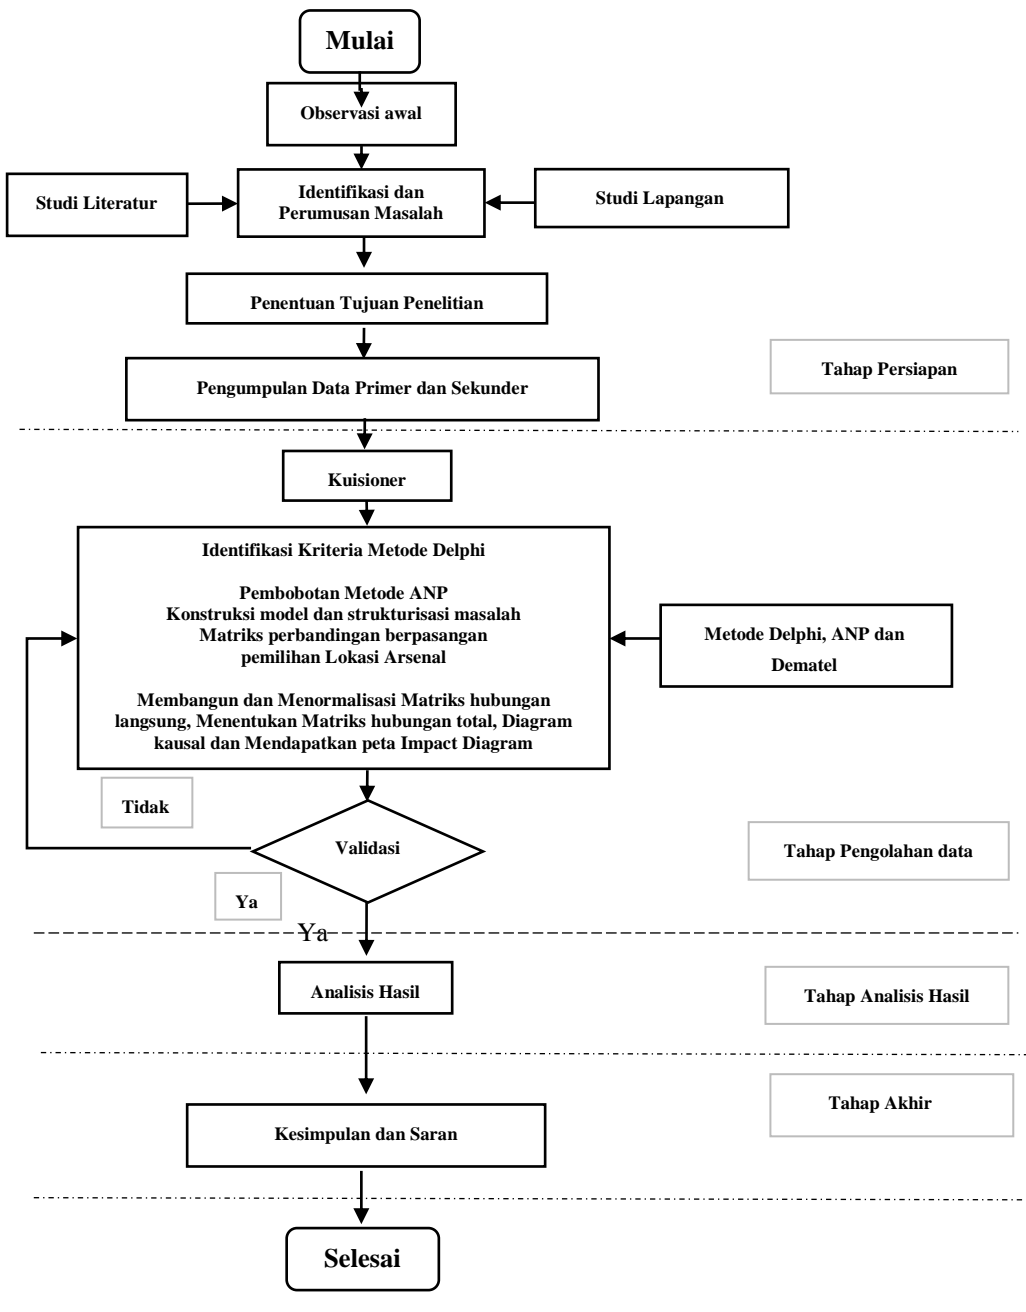 Mulai
Observasi awal
Studi Literatur
Identifikasi dan
Perumusan Masalah
Studi Lapangan
Penentuan Tujuan Penelitian
Tahap Persiapan
Pengumpulan Data Primer dan Sekunder
Kuisioner
Identifikasi Kriteria Metode Delphi
Pembobotan Metode ANP
Konstruksi model dan strukturisasi masalah
Matriks perbandingan berpasangan
pemilihan Lokasi Arsenal
Membangun dan Menormalisasi Matriks hubungan
langsung, Menentukan Matriks hubungan total, Diagram
kausal dan Mendapatkan peta Impact Diagram
Metode Delphi, ANP dan
Dematel
Tidak
Validasi
Tahap Pengolahan data
Ya
Ya
Analisis Hasil
Tahap Analisis Hasil
Tahap Akhir
Kesimpulan dan Saran
Selesai